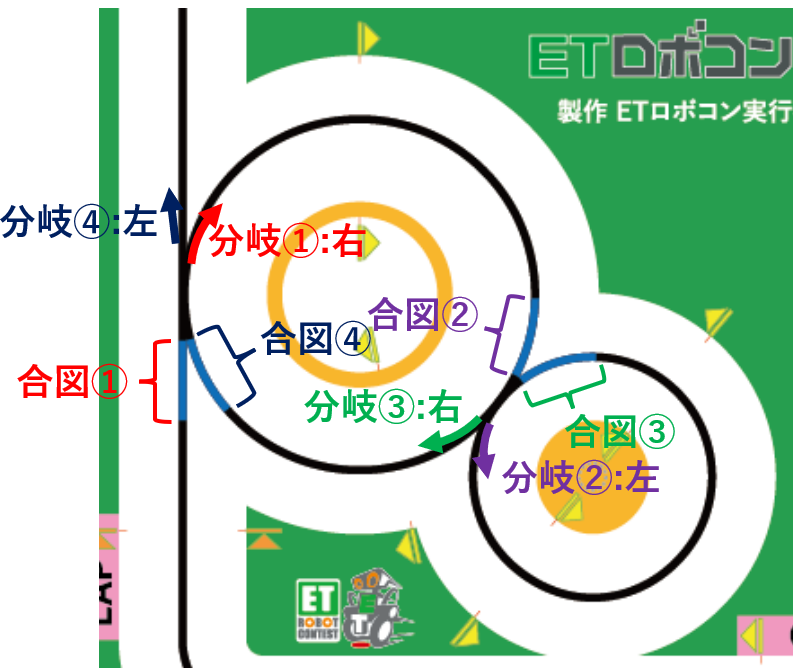 ETロボコン
製作 ETロボコン実行
分岐④:左
分岐①:右
合図②
合図④
合図①
分岐③:右
合図③
分岐②:左
LAP
ET
ROBOT
CONTEST